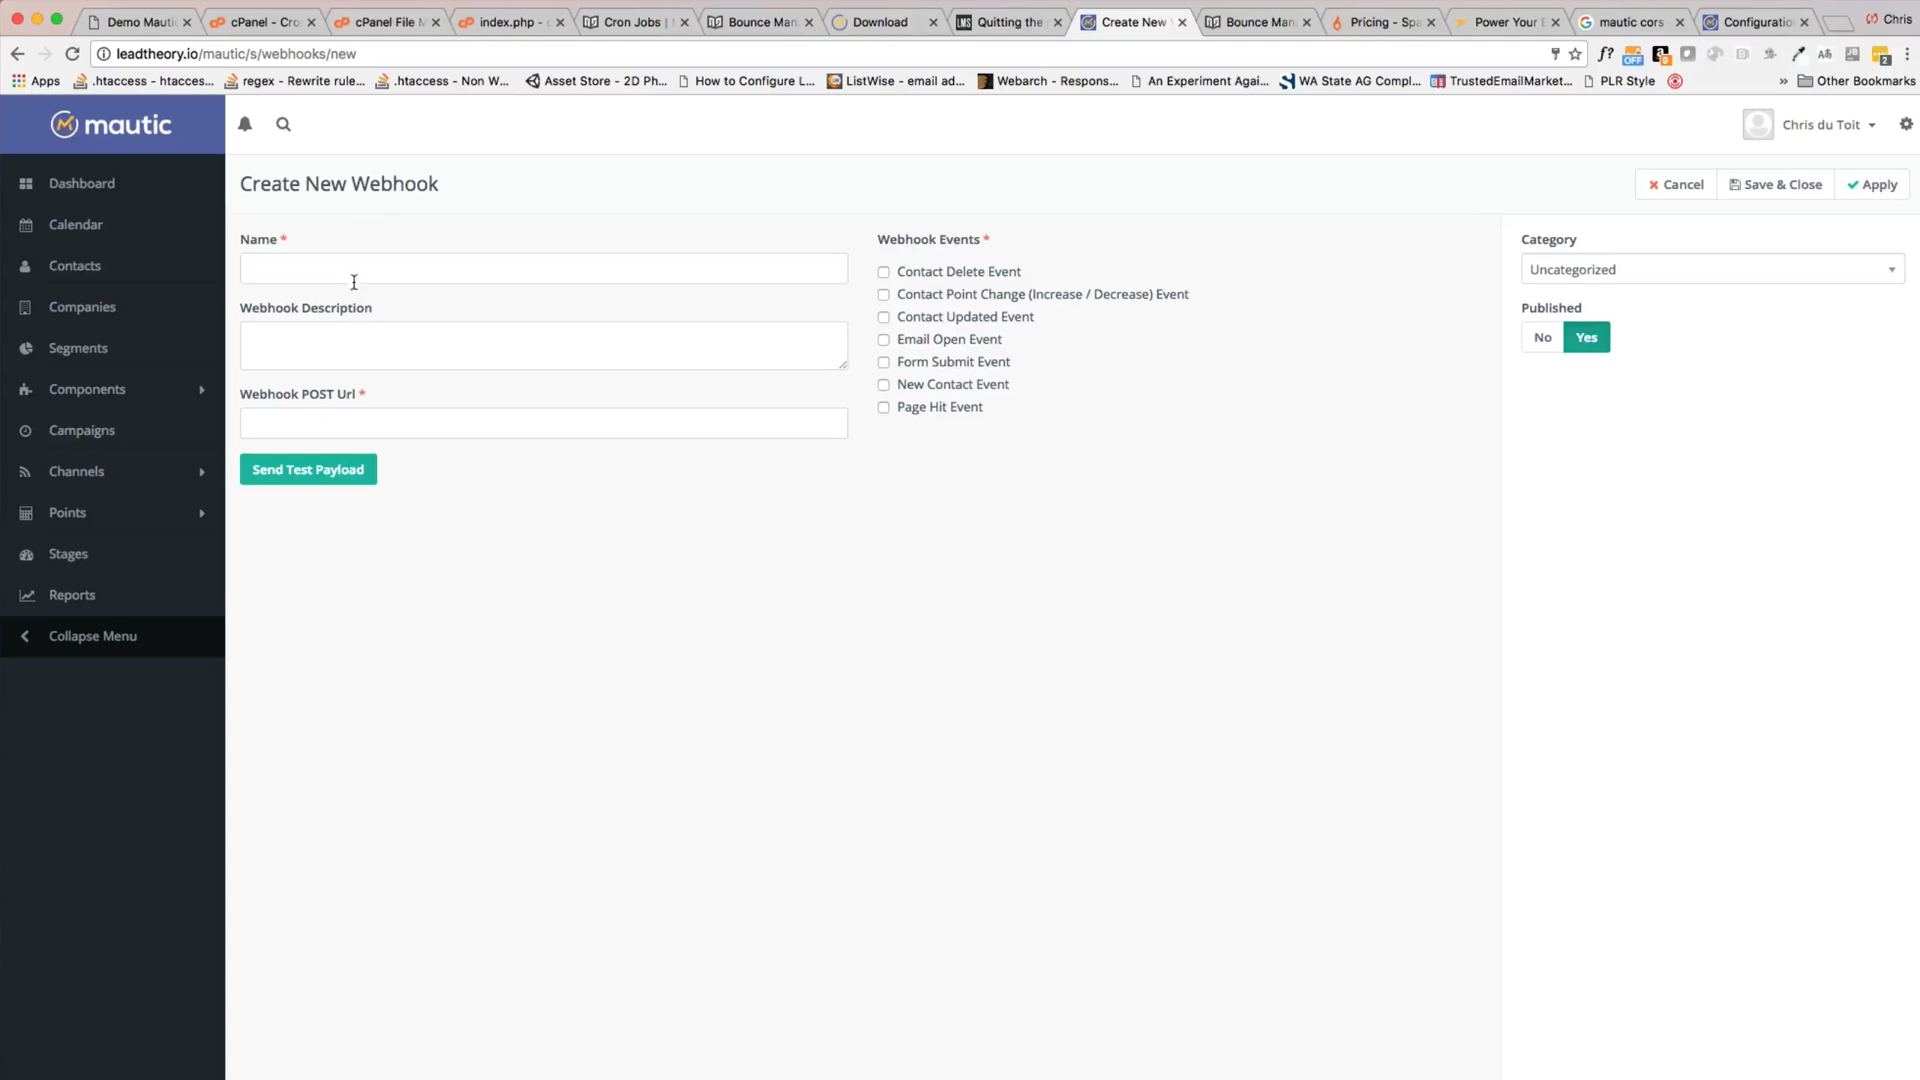 Demo Mautic
cPanel - Cro
cPanel File M
index.php -
Cron Jobs |
Bounce Man
Download
Quitting the
Create New
Bounce Man
Pricing - Spa
Power Your E
mautic cors
Configuratio
Chris
leadtheory.io/mautic/s/webhooks/new
Apps
.htaccess - htacces...
regex - Rewrite rule...
.htaccess - Non W...
Asset Store - 2D Ph...
How to Configure L...
ListWise - email ad...
Webarch - Respons...
An Experiment Agai...
WA State AG Compl...
TrustedEmailMarket...
PLR Style
» Other Bookmarks
mautic
Chris du Toit
Dashboard
Calendar
Contacts
Companies
Segments
Components
Campaigns
Channels
Points
Stages
Reports
Collapse Menu
Create New Webhook
Cancel
Save & Close
Apply
Name *
Webhook Description
Webhook POST Url *
Send Test Payload
Webhook Events *
Contact Delete Event
Contact Point Change (Increase / Decrease) Event
Contact Updated Event
Email Open Event
Form Submit Event
New Contact Event
Page Hit Event
Category
Uncategorized
Published
No Yes